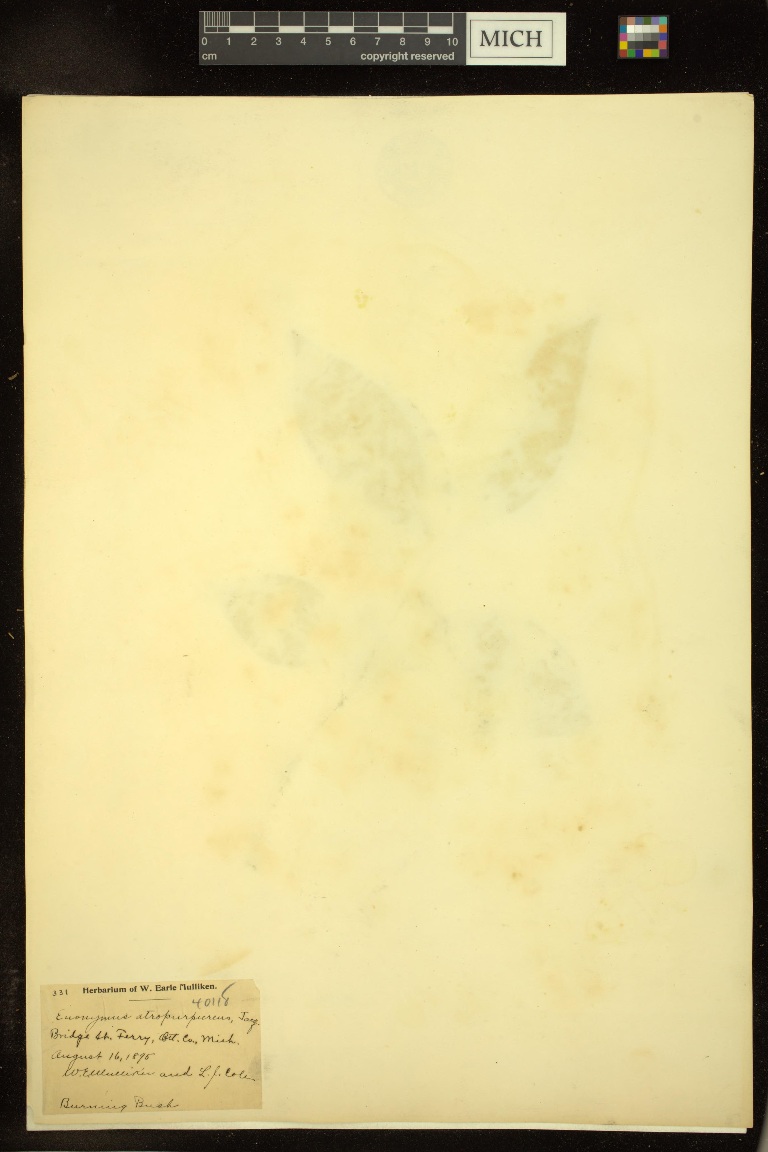 0 1 2 3 4 5 6 7 8 9 10
cm copyright reserved
MICH
331 Herbarium of W. Earle Mulliken.
40118
Euonymus atropurpureus, Jacq.
Bridge St. Ferry, Ott. Co., Mich.
August 16, 1895
W.E. Mulliken and L.J. Cole
Burning Bush